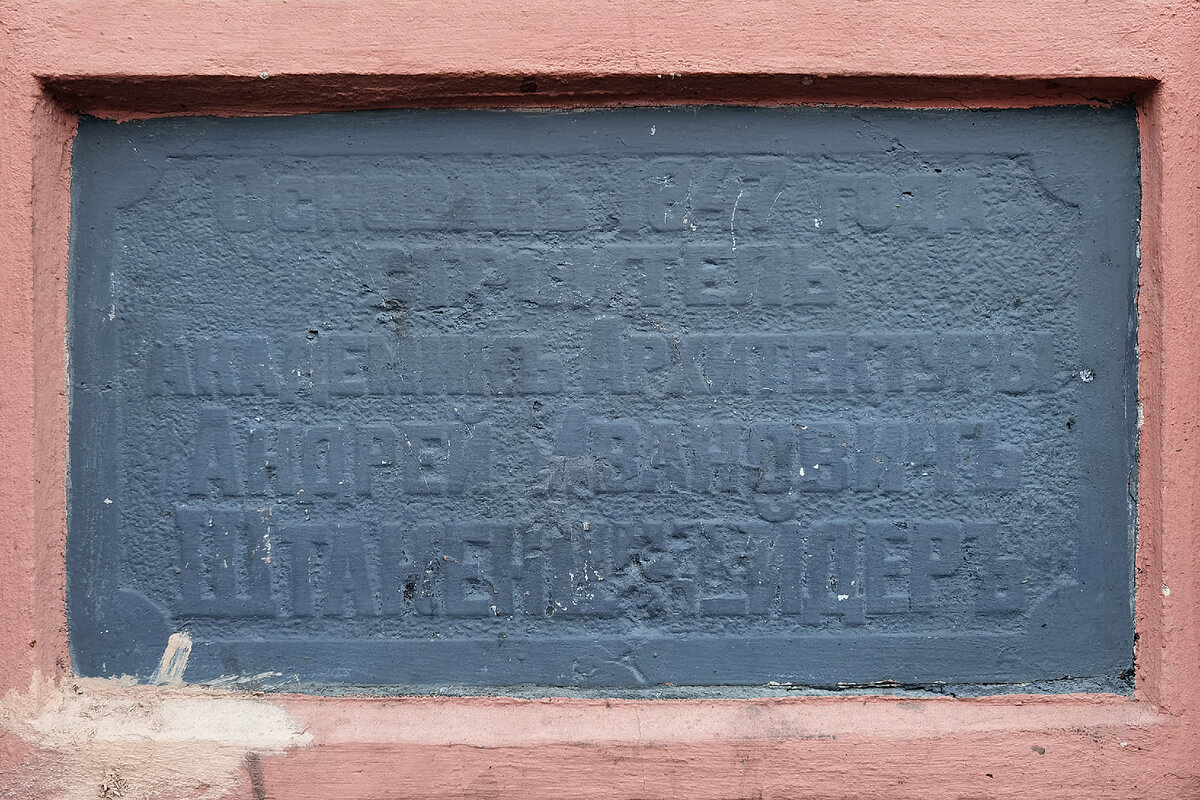 Основанъ 1847 года
Строитель
Академикъ Архитектуры
Андрей Ивановичъ
Штакеншнейдеръ